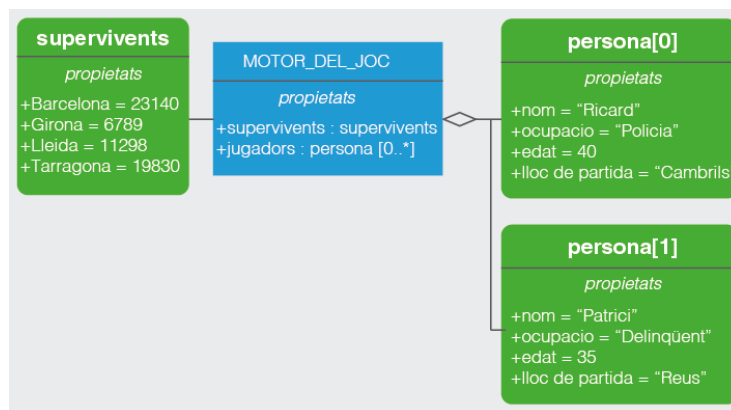 supervivents
propietats
+Barcelona = 23140
+Girona = 6789
+Lleida = 11298
+Tarragona = 19830
MOTOR_DEL_JOC
propietats
+supervivents : supervivents
+jugadors : persona [0..*]
persona[0]
propietats
+nom = “Ricard”
+ocupacio = “Policia”
+edat = 40
+lloc de partida = “Cambrils
persona[1]
propietats
+nom = “Patrici”
+ocupacio = “Delinqüent”
+edat = 35
+lloc de partida = “Reus”